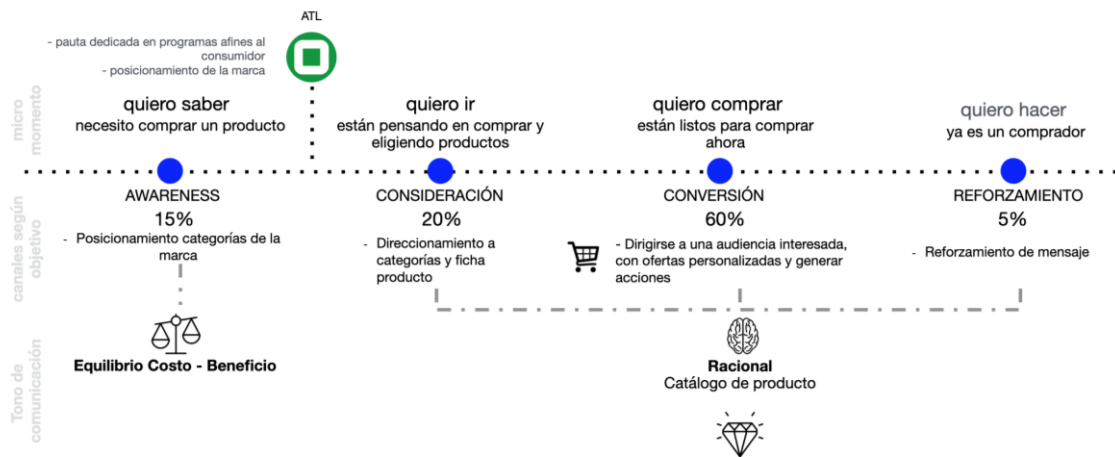 ATL
- pauta dedicada en programas afines al
consumidor
- posicionamiento de la marca
micro
momento
quiero saber
necesito comprar un producto
quiero ir
están pensando en comprar y
eligiendo productos
quiero comprar
están listos para comprar
ahora
quiero hacer
ya es un comprador
canales según
objetivo
AWARENESS
15%
- Posicionamiento categorías de la
marca
CONSIDERACIÓN
20%
- Direccionamiento a
categorías y ficha
producto
CONVERSIÓN
60%
- Dirigirse a una audiencia interesada,
con ofertas personalizadas y generar
acciones
REFORZAMIENTO
5%
- Reforzamiento de mensaje
Tono de
comunicación
Equilibrio Costo - Beneficio
Racional
Catálogo de producto